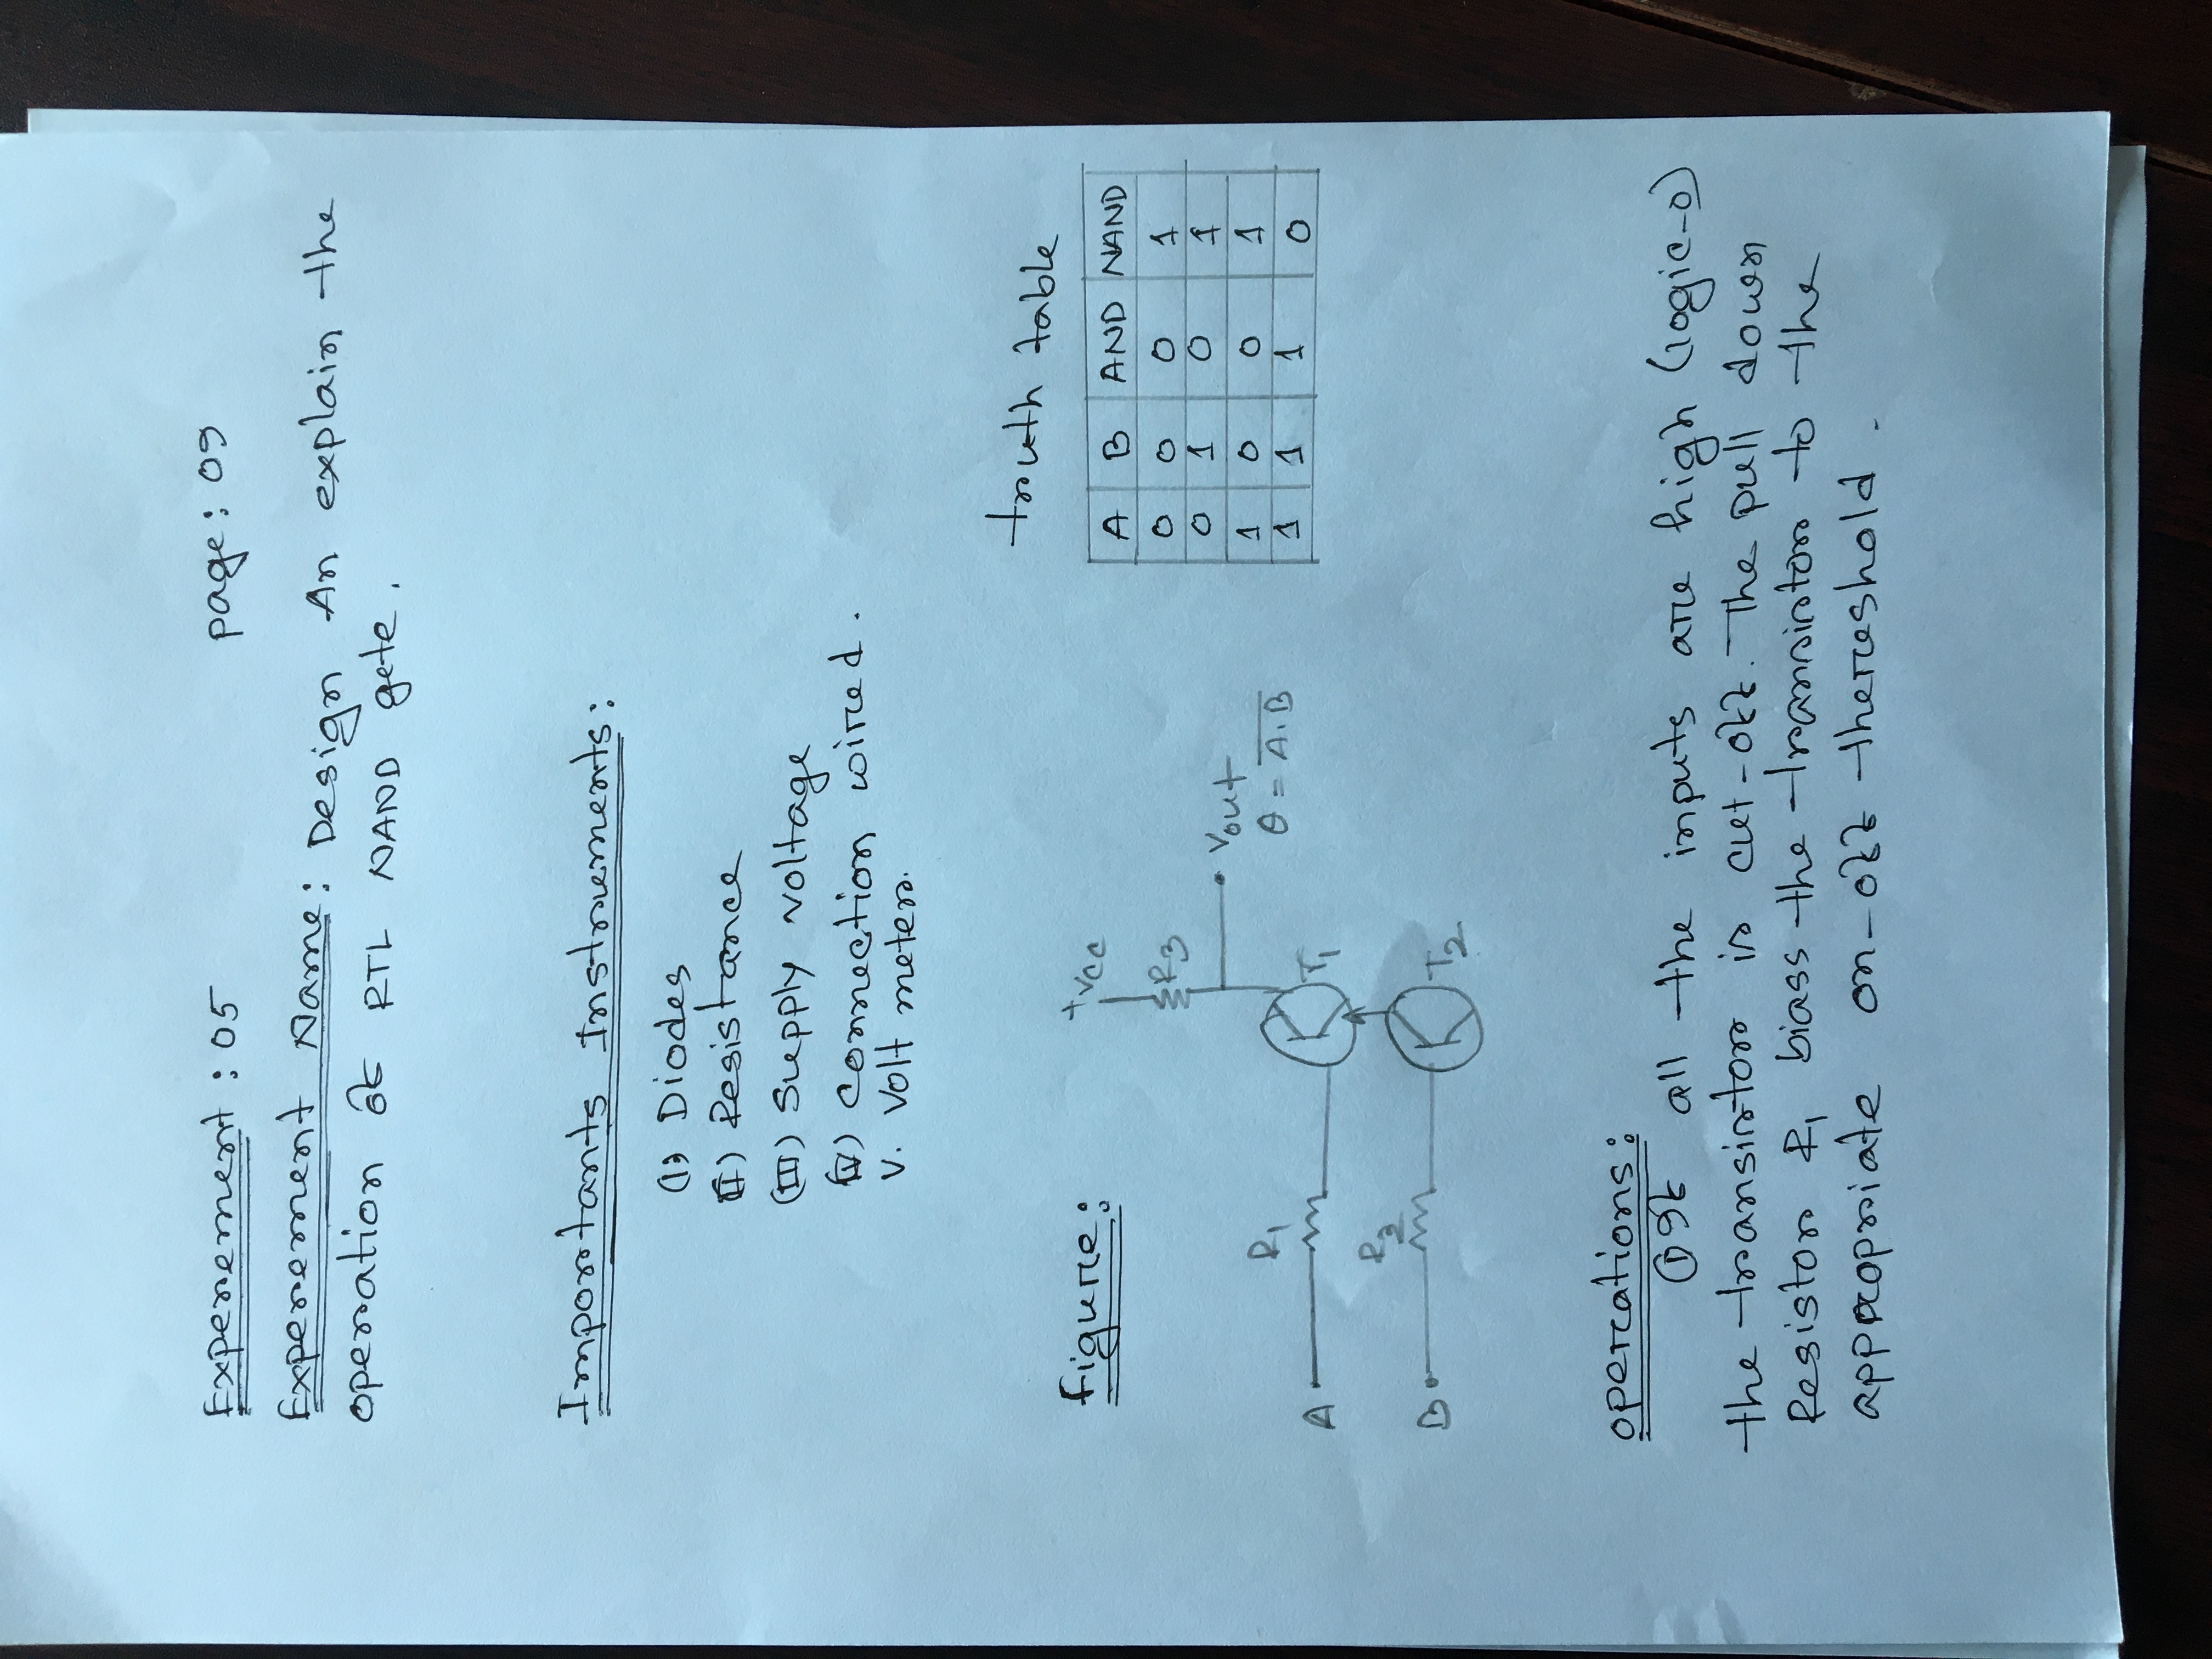 Experement : 05
page: 09
Experement Name: Design An explain the
operation of RTL NAND gete.
Importants Instruments:
(I) Diodes
(II) Resistance
(III) Supply voltage
(IV) Connection wired.
V. Volt meter.
truth table
figure:
+Vcc
R3
Vout
θ = \overline{A.B}
R1
A
T1
R2
B
T2
A B AND NAND
0 0 0 1
0 1 0 1
1 0 0 1
1 1 1 0
operations:
① If all the inputs are high (logic-0)
the transistor is cut-off. The pull down
Resistor R1 biass the transistor to the
appropriate on-off thereshold.